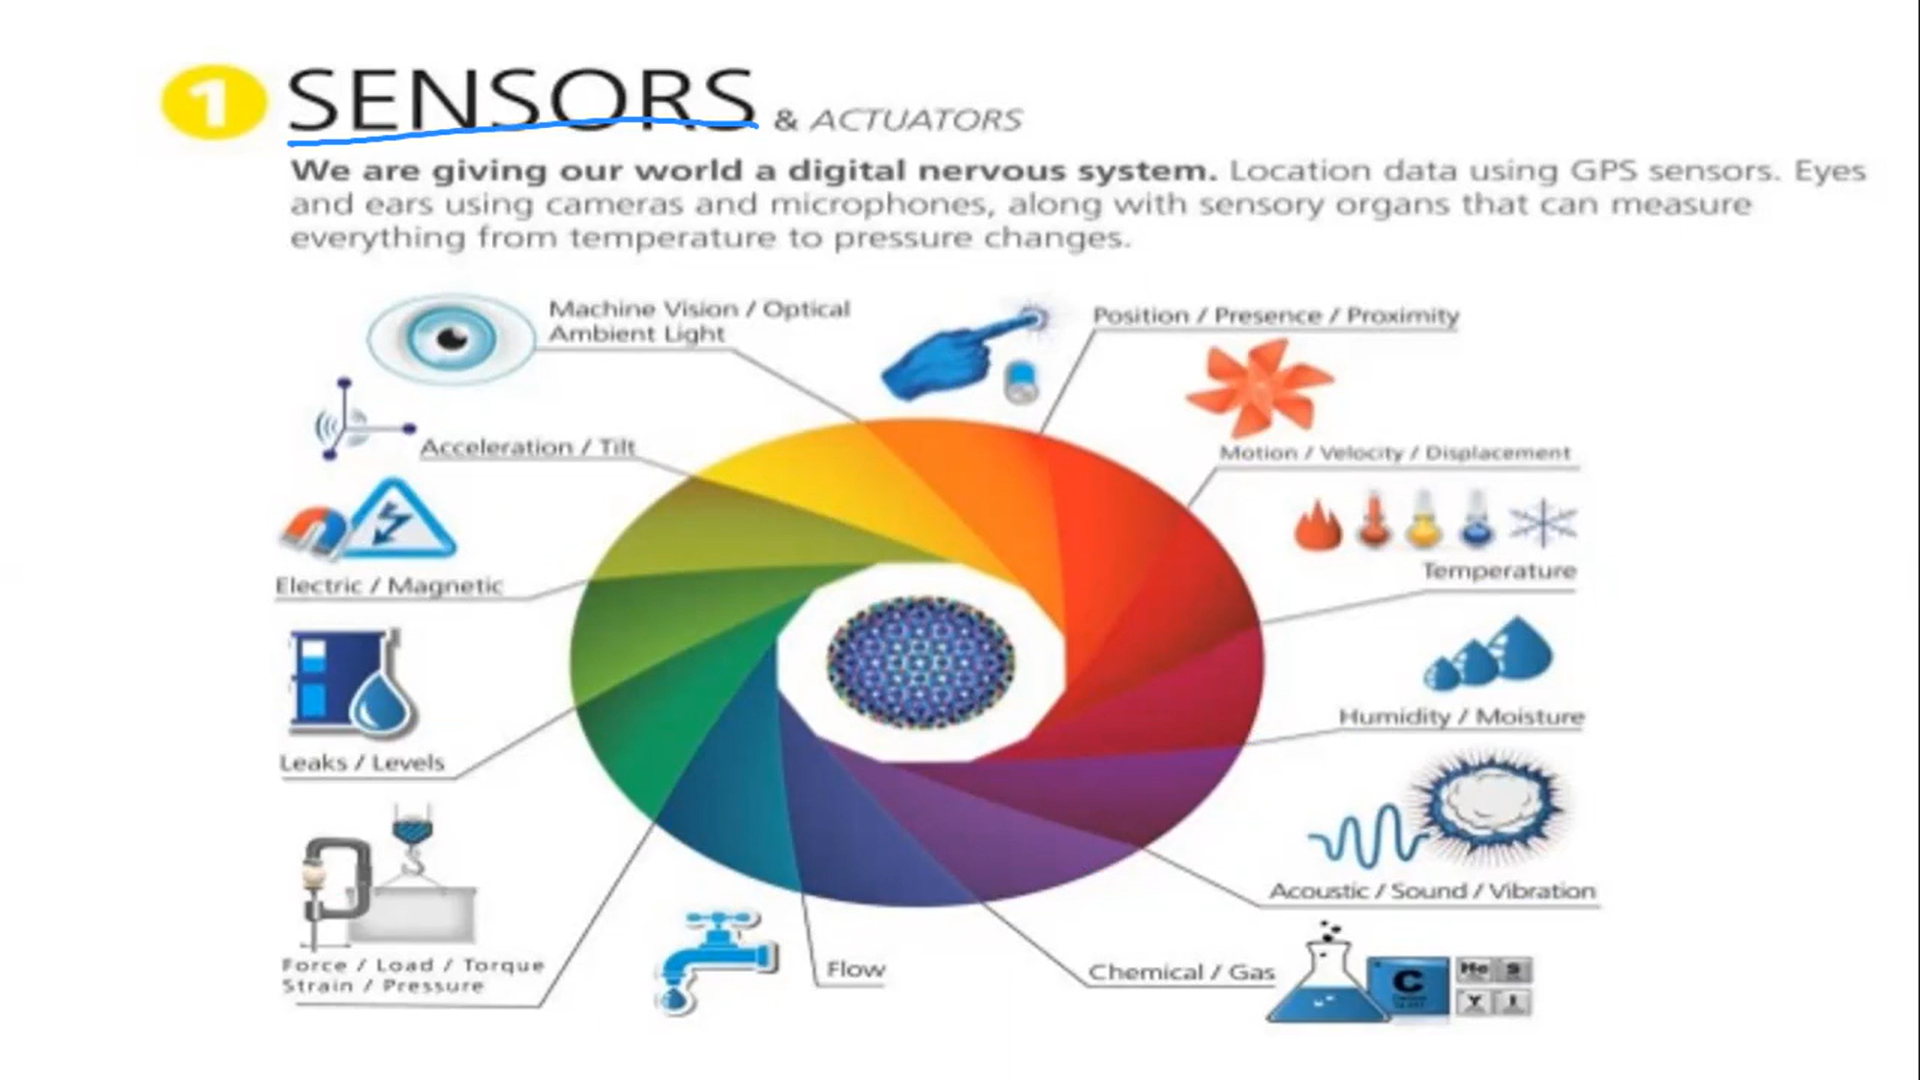 1 SENSORS & ACTUATORS
We are giving our world a digital nervous system. Location data using GPS sensors. Eyes
and ears using cameras and microphones, along with sensory organs that can measure
everything from temperature to pressure changes.
Machine Vision / Optical
Ambient Light
Position / Presence / Proximity
Acceleration / Tilt
Motion / Velocity / Displacement
Electric / Magnetic
Temperature
Leaks / Levels
Humidity / Moisture
Acoustic / Sound / Vibration
Force / Load / Torque
Strain / Pressure
Flow
Chemical / Gas
C
He S
Y I